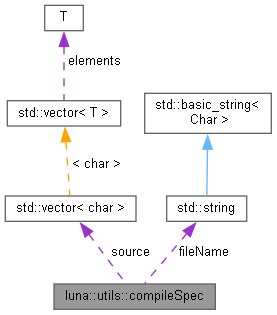 T
elements
std::vector< T >
std::basic_string<
Char >
< char >
std::vector< char >
std::string
source
fileName
luna::utils::compileSpec